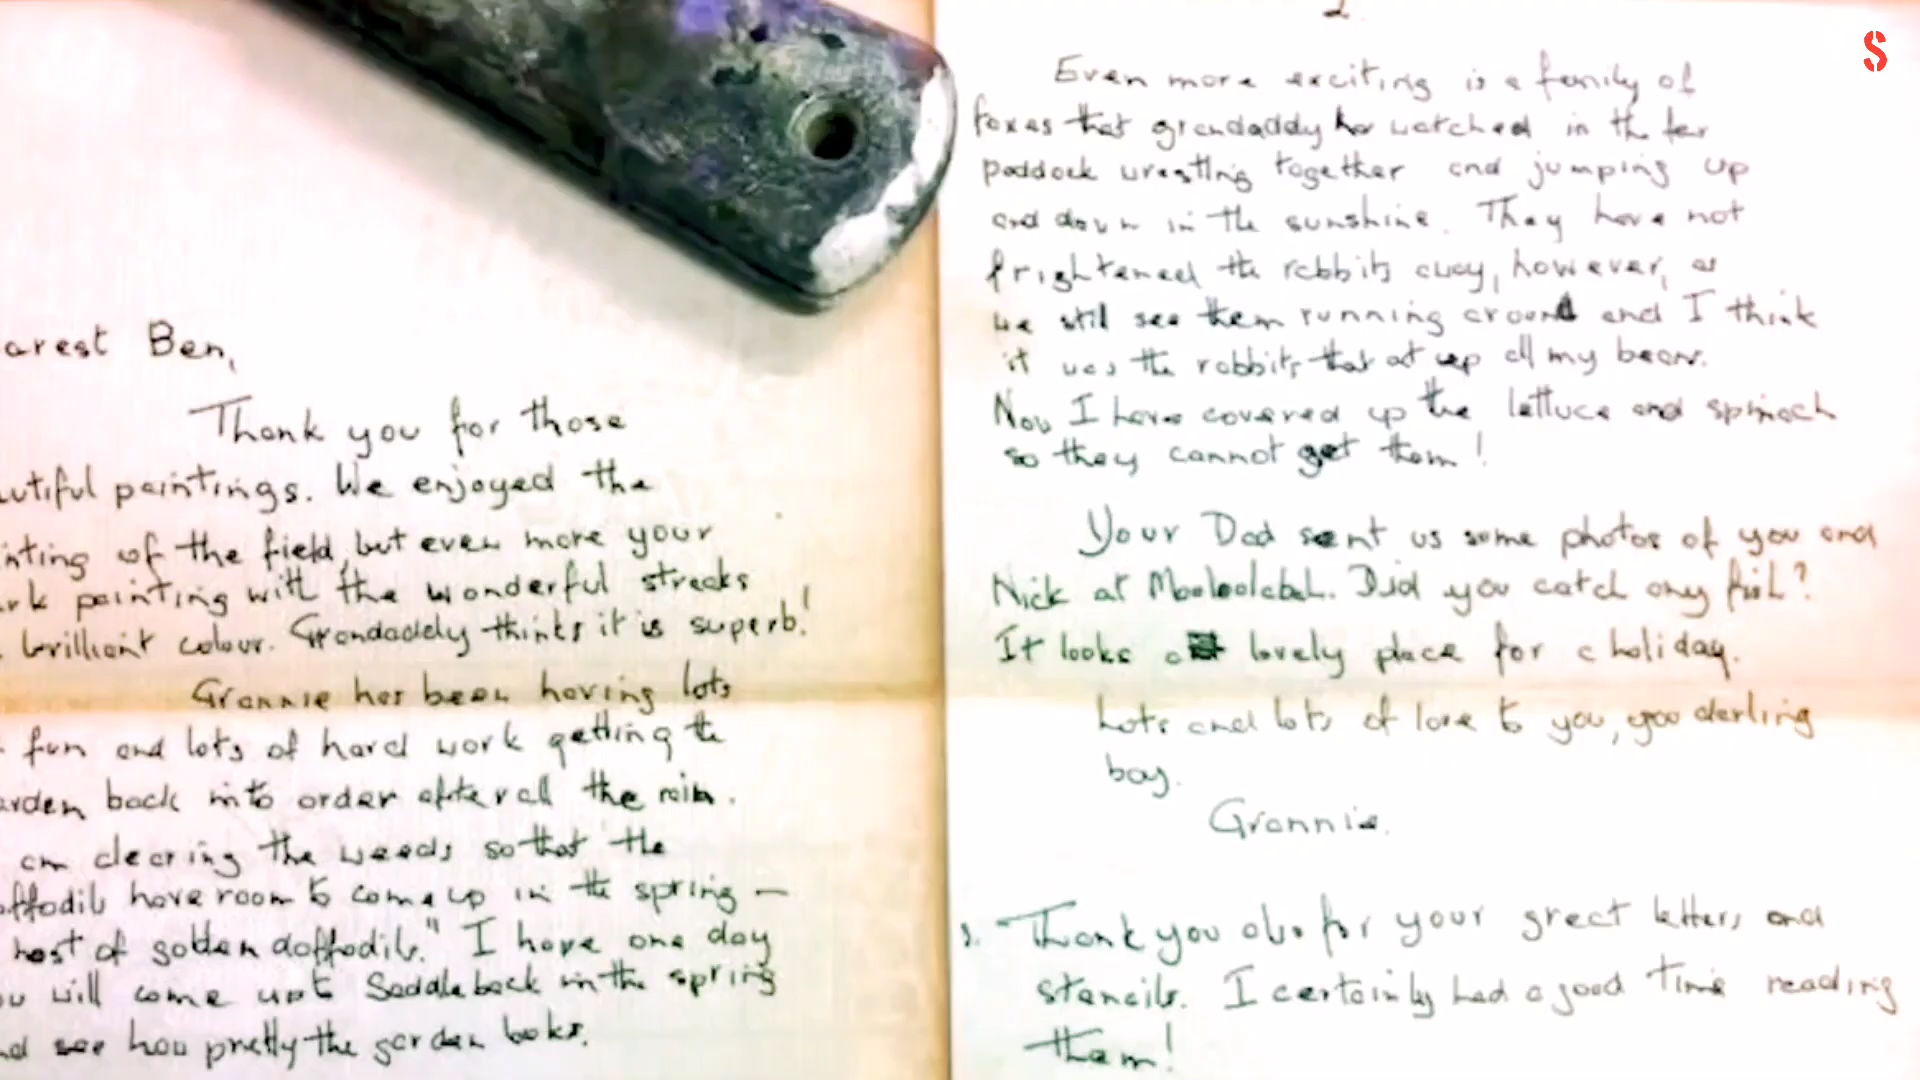 arest Ben,
Thank you for those
utiful paintings. We enjoyed the
nting of the field, but even more your
rk painting with the wonderful streaks
brilliant colour. Grandaddy thinks it is superb!
Grannie has been having lots
fun and lots of hard work getting the
arden back into order after all the rain.
am clearing the weeds so that the
affodils have room to come up in the spring —
host of golden daffodils." I hope one day
ou will come up to Saddleback in the spring
nd see how pretty the garden looks.
2.
Even more exciting is a family of
foxes that grandaddy has watched in the far
paddock wrestling together and jumping up
and down in the sunshine. They have not
frightened the rabbits away, however, as
we still see them running around and I think
it was the rabbits that ate up all my beans.
Now I have covered up the lettuce and spinach
so they cannot get them!
Your Dad sent us some photos of you and
Nick at Mooloolabah. Did you catch any fish?
It looks a lovely place for a holiday.
Lots and lots of love to you, you darling
boy.
Grannie.
s. Thank you also for your great letters and
stencils. I certainly had a good time reading
them!
S